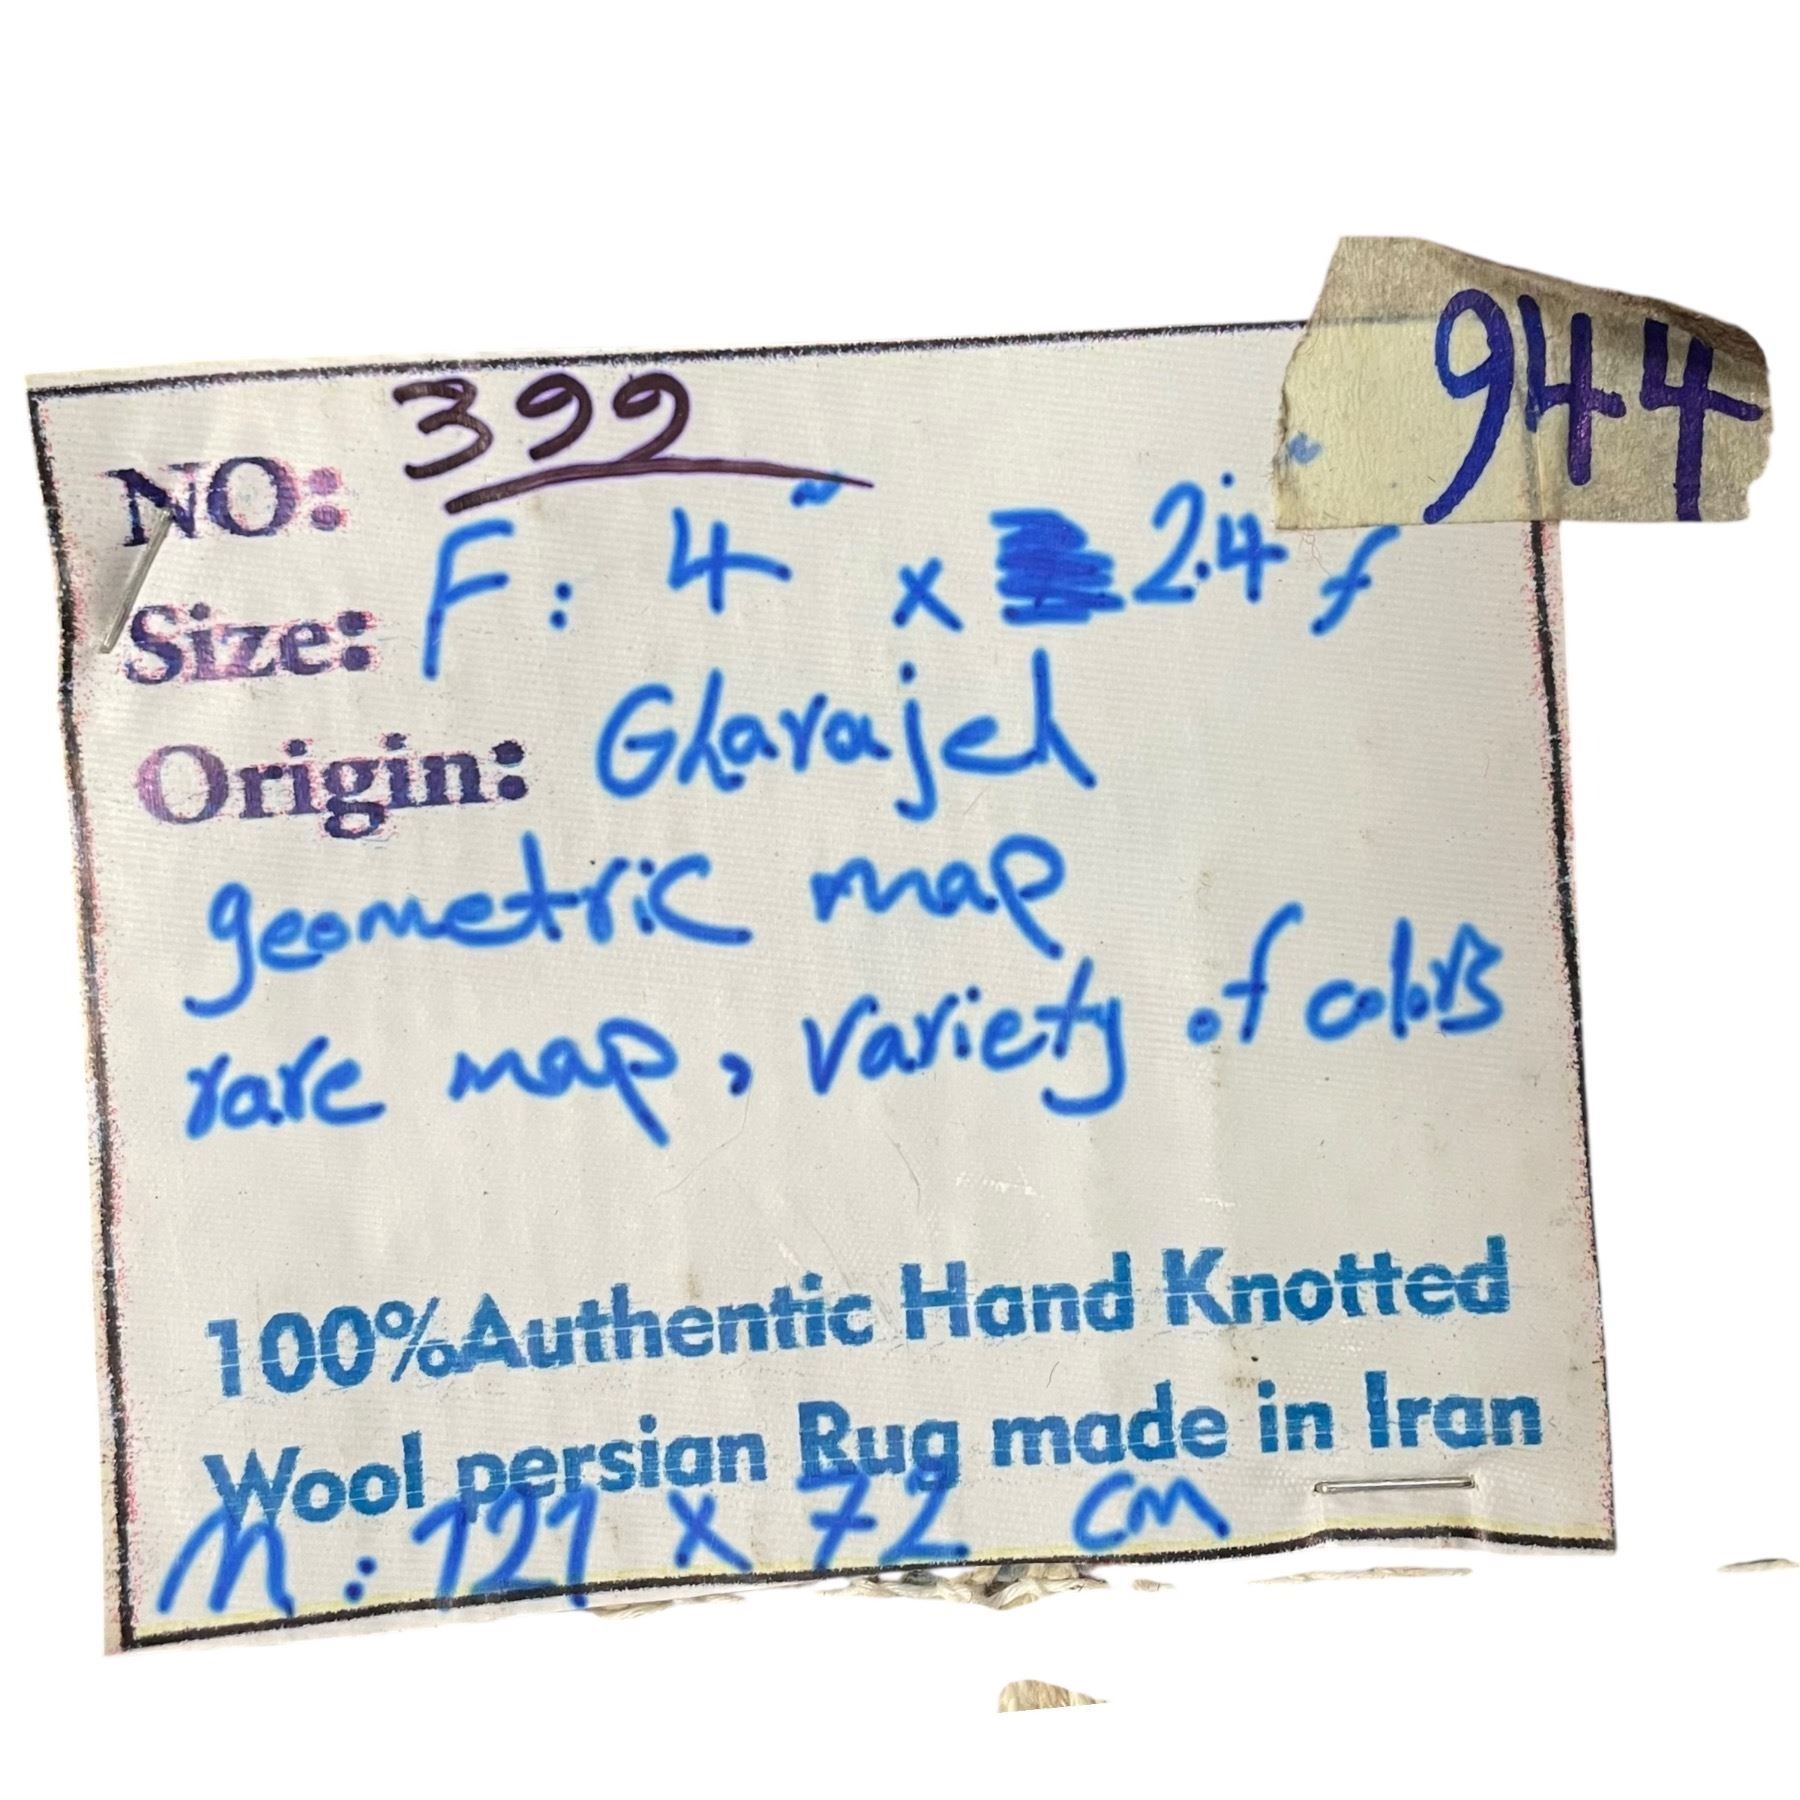 944
NO: 399
Size: F: 4" x 2.4 f
Origin: Gharajeh
geometric map
rare map, variety of colors
100%Authentic Hand Knotted
Wool persian Rug made in Iran
M: 121 x 72 cm